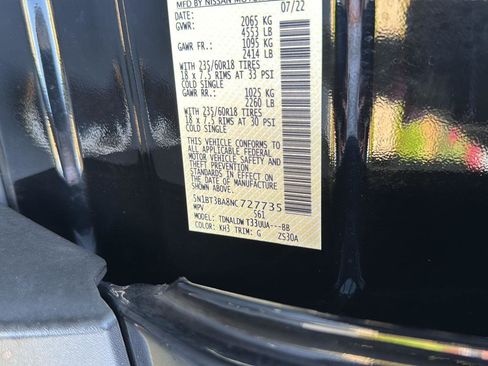 MFD BY NISSAN MOTOR
DATE: 07/22
GVWR: 2065 KG
4553 LB
GAWR FR.: 1095 KG
2414 LB
WITH 235/60R18 TIRES
18 x 7.5 RIMS AT 33 PSI
COLD SINGLE
GAWR RR.: 1025 KG
2260 LB
WITH 235/60R18 TIRES
18 x 7.5 RIMS AT 30 PSI
COLD SINGLE
THIS VEHICLE CONFORMS
TO ALL APPLICABLE FEDERAL
MOTOR VEHICLE SAFETY AND
THEFT PREVENTION
STANDARDS IN EFFECT ON
THE DATE OF MANUFACTURE
5N1BT3BA8NC727735
MPV S61
MODEL: TDNALDW T33UUA---BB
COLOR: KH3 TRIM: G ZS30A